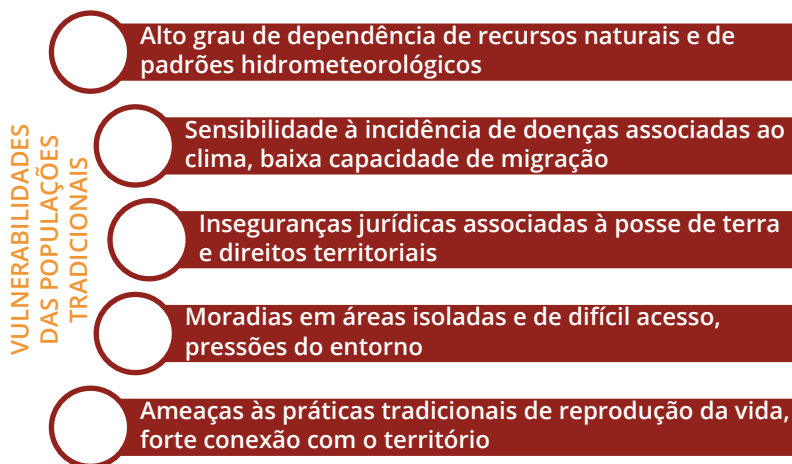 VULNERABILIDADES
DAS POPULAÇÕES
TRADICIONAIS
Alto grau de dependência de recursos naturais e de
padrões hidrometeorológicos
Sensibilidade à incidência de doenças associadas ao
clima, baixa capacidade de migração
Inseguranças jurídicas associadas à posse de terra
e direitos territoriais
Moradias em áreas isoladas e de difícil acesso,
pressões do entorno
Ameaças às práticas tradicionais de reprodução da vida,
forte conexão com o território